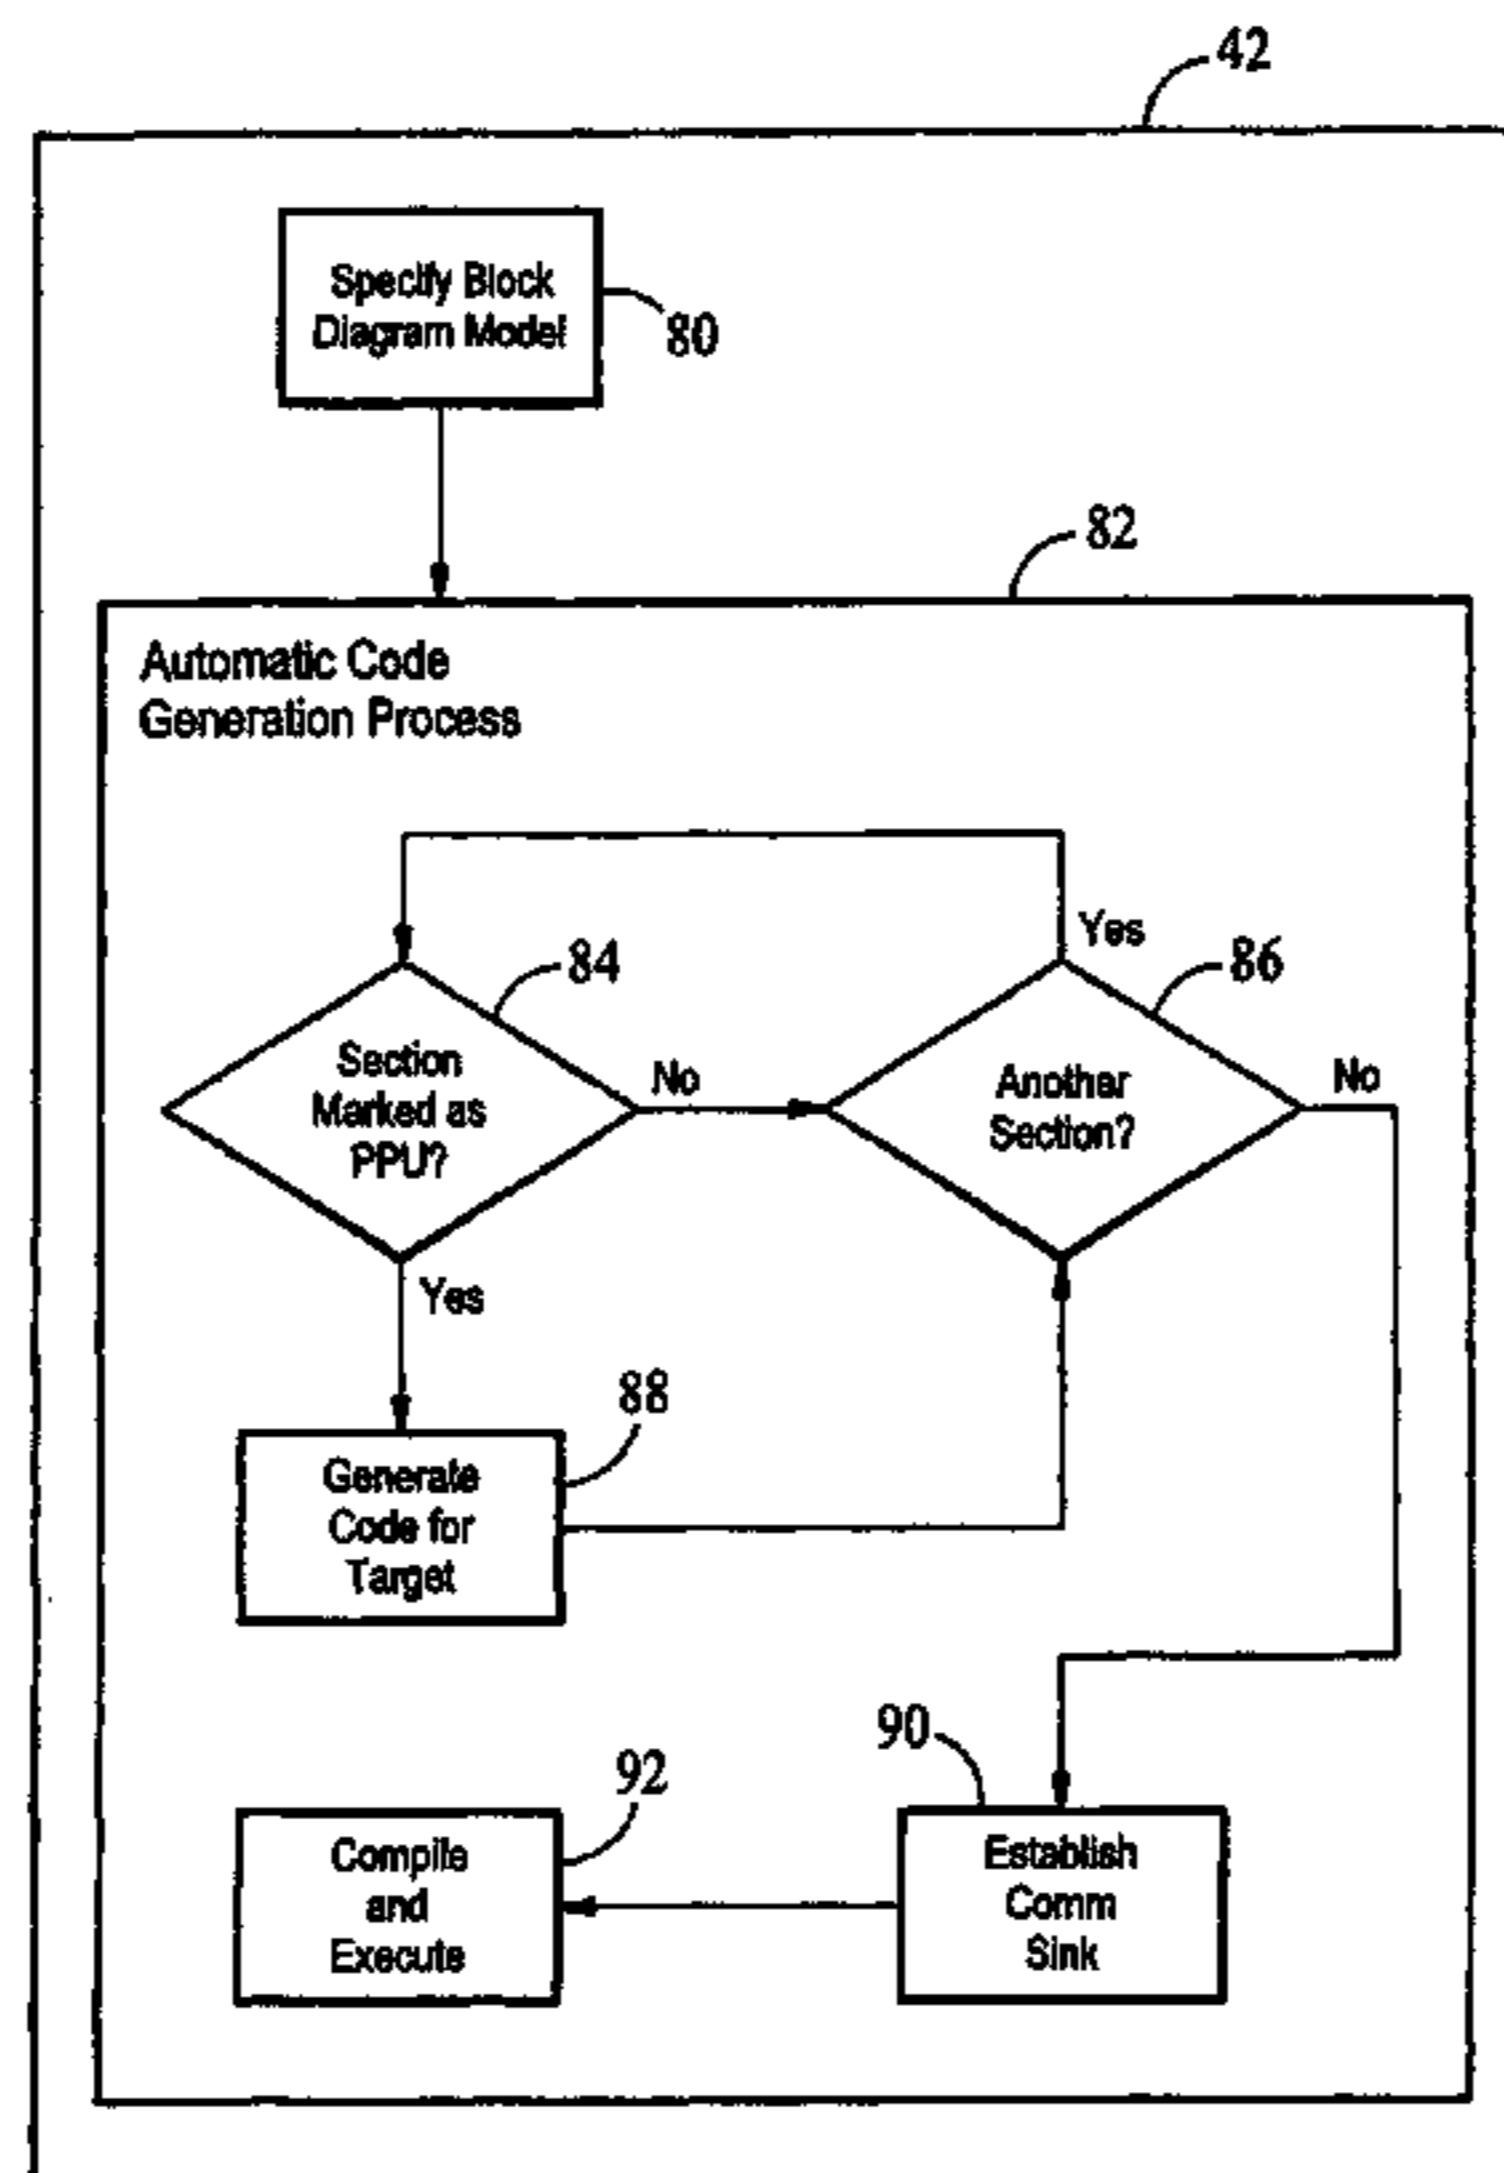 42
Specify Block
Diagram Model
80
82
Automatic Code
Generation Process
Yes
84
86
Section
Marked as
PPU?
No
Another
Section?
No
Yes
88
Generate
Code for
Target
90
92
Compile
and
Execute
Establish
Comm
Sink